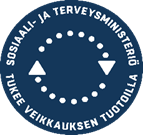 SOSIAALI- JA TERVEYSMINISTERIÖ
TUKEE VEIKKAUKSEN TUOTOILLA